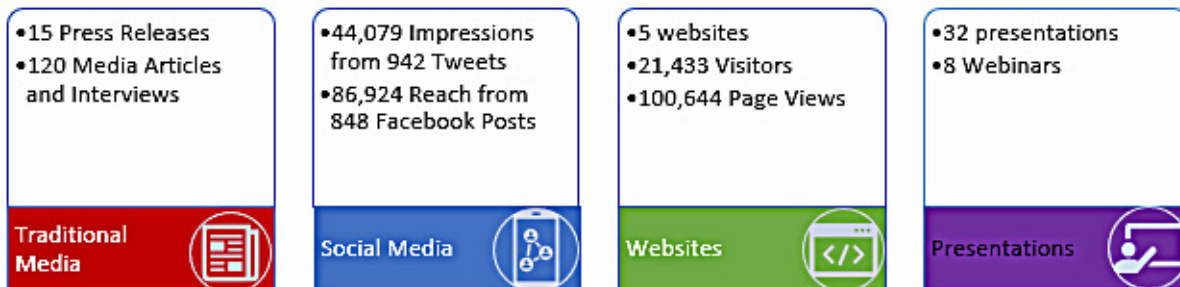 •15 Press Releases
•120 Media Articles
and Interviews
Traditional
Media
•44,079 Impressions
from 942 Tweets
•86,924 Reach from
848 Facebook Posts
Social Media
•5 websites
•21,433 Visitors
•100,644 Page Views
Websites
</>
•32 presentations
•8 Webinars
Presentations